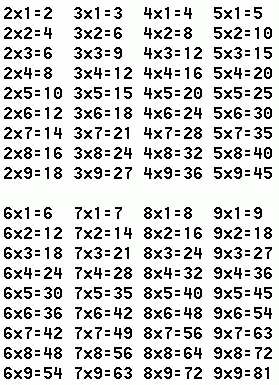 2x1=2 3x1=3 4x1=4 5x1=5
2x2=4 3x2=6 4x2=8 5x2=10
2x3=6 3x3=9 4x3=12 5x3=15
2x4=8 3x4=12 4x4=16 5x4=20
2x5=10 3x5=15 4x5=20 5x5=25
2x6=12 3x6=18 4x6=24 5x6=30
2x7=14 3x7=21 4x7=28 5x7=35
2x8=16 3x8=24 4x8=32 5x8=40
2x9=18 3x9=27 4x9=36 5x9=45
6x1=6 7x1=7 8x1=8 9x1=9
6x2=12 7x2=14 8x2=16 9x2=18
6x3=18 7x3=21 8x3=24 9x3=27
6x4=24 7x4=28 8x4=32 9x4=36
6x5=30 7x5=35 8x5=40 9x5=45
6x6=36 7x6=42 8x6=48 9x6=54
6x7=42 7x7=49 8x7=56 9x7=63
6x8=48 7x8=56 8x8=64 9x8=72
6x9=54 7x9=63 8x9=72 9x9=81